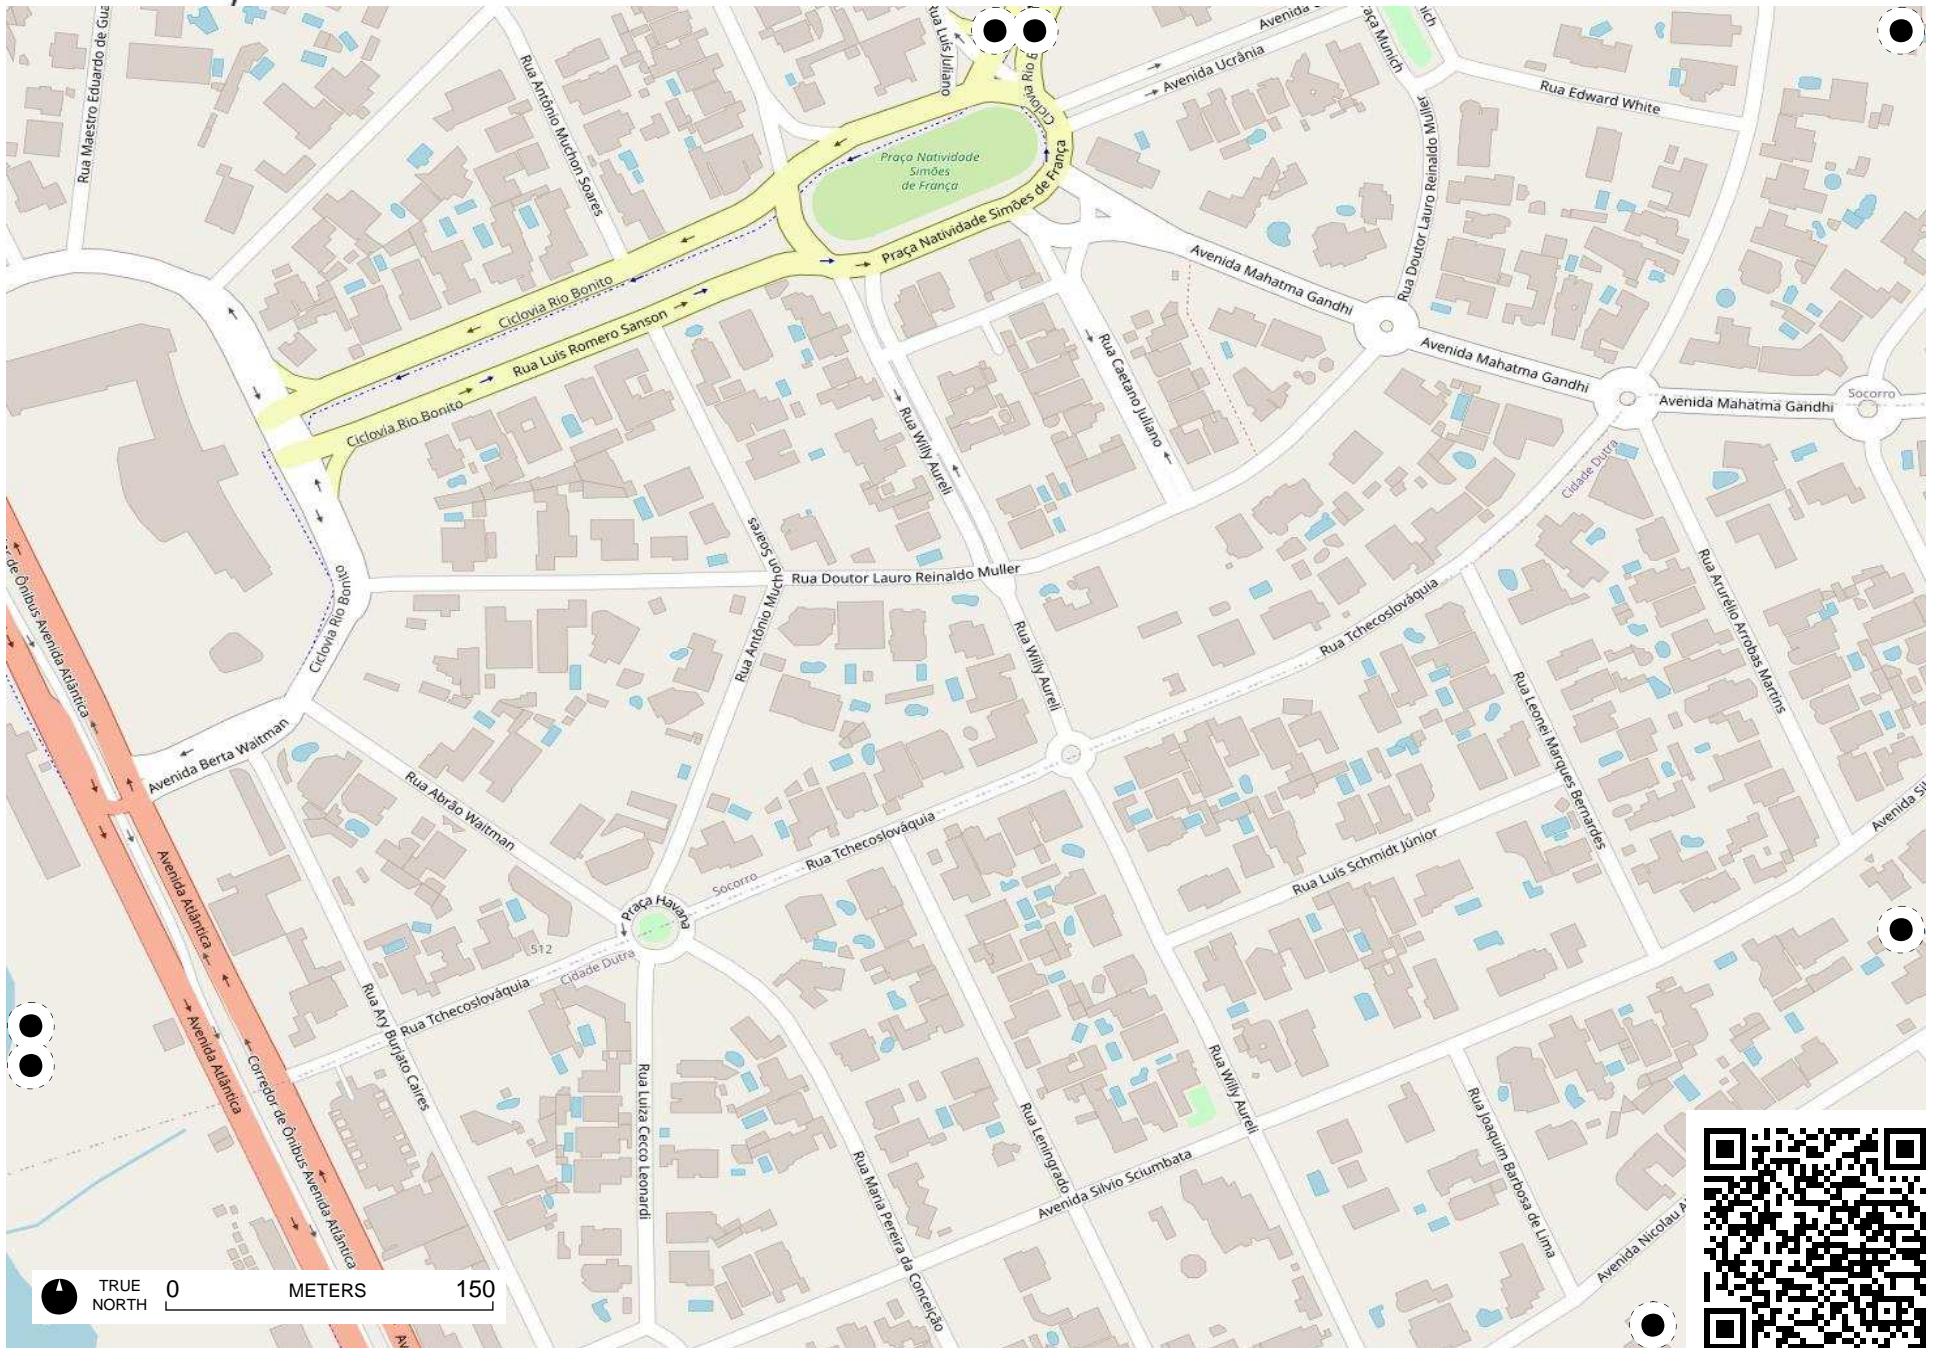 Rua Maestro Eduardo de Gua
Rua Antônio Muchon Soares
Rua Luís Juliano
Ciclovia Rio B
Avenida Ucrânia
Praça Munich
Rua Edward White
Praça Natividade
Simões
de França
Praça Natividade Simões de França
Rua Doutor Lauro Reinaldo Muller
Avenida Mahatma Gandhi
Ciclovia Rio Bonito
Rua Luís Romero Sanson
Ciclovia Rio Bonito
Avenida Mahatma Gandhi
Avenida Mahatma Gandhi
Socorro
Rua Caetano Juliano
Rua Willy Aureli
Cidade Dutra
Rua Antônio Muchon Soares
Rua Doutor Lauro Reinaldo Muller
Ciclovia Rio Bonito
de Ônibus Avenida Atlântica
Rua Willy Aureli
Rua Tchecoslováquia
Rua Arurélio Arrobas Martins
Rua Leonei Marques Bernardes
Avenida Berta Waitman
Rua Abrão Waitman
Rua Tchecoslováquia
Socorro
Praça Havana
Rua Luís Schmidt Júnior
Avenida Sil
Avenida Atlântica
512
Cidade Dutra
Rua Tchecoslováquia
Rua Ary Burjato Caires
Avenida Atlântica
Corredor de Ônibus Avenida Atlântica
Rua Luiza Cecco Leonardi
Rua Maria Pereira da Conceição
Rua Leningrado
Rua Willy Aureli
Avenida Silvio Sciumbata
Rua Joaquim Barbosa de Lima
Avenida Nicolau A
TRUE
NORTH
0 METERS 150